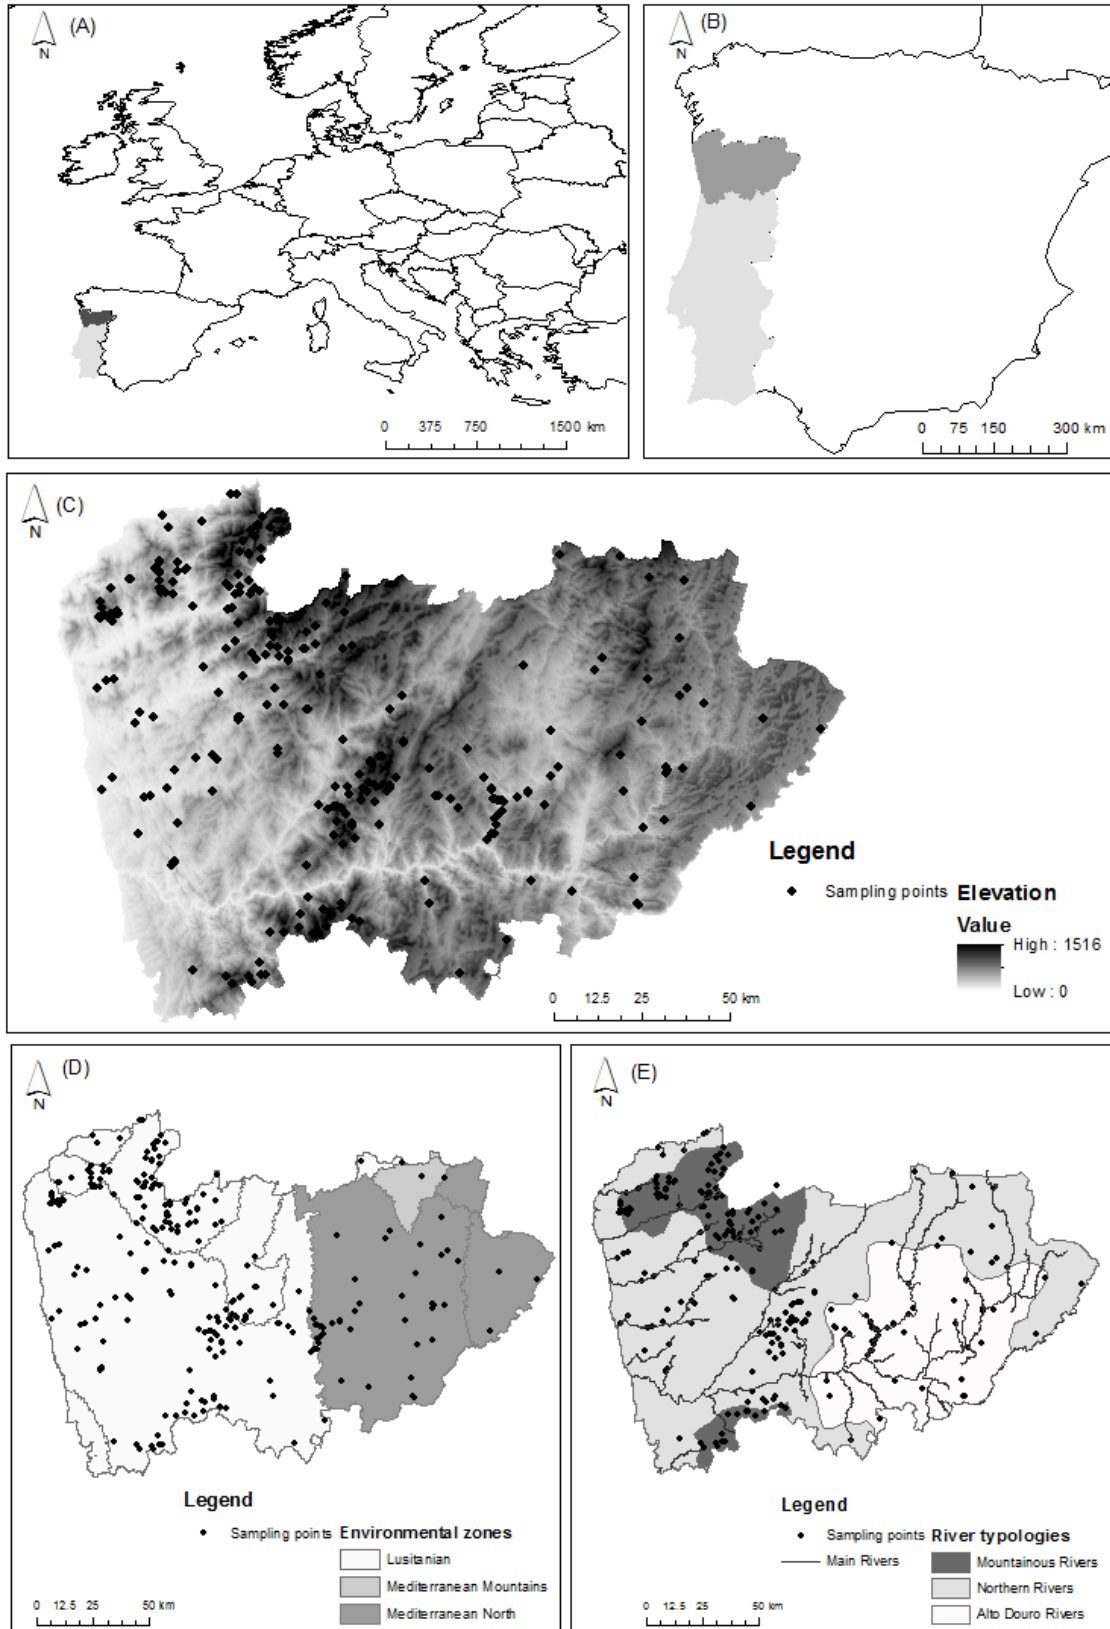 (A)
N
0 375 750 1500 km
(B)
N
0 75 150 300 km
(C)
N
Legend
Sampling points
Elevation
Value
High : 1516
Low : 0
0 12.5 25 50 km
(D)
N
Legend
Sampling points
Environmental zones
Lusitanian
Mediterranean Mountains
Mediterranean North
0 12.5 25 50 km
(E)
N
Legend
Sampling points
Main Rivers
River typologies
Mountainous Rivers
Northern Rivers
Alto Douro Rivers
0 12.5 25 50 km